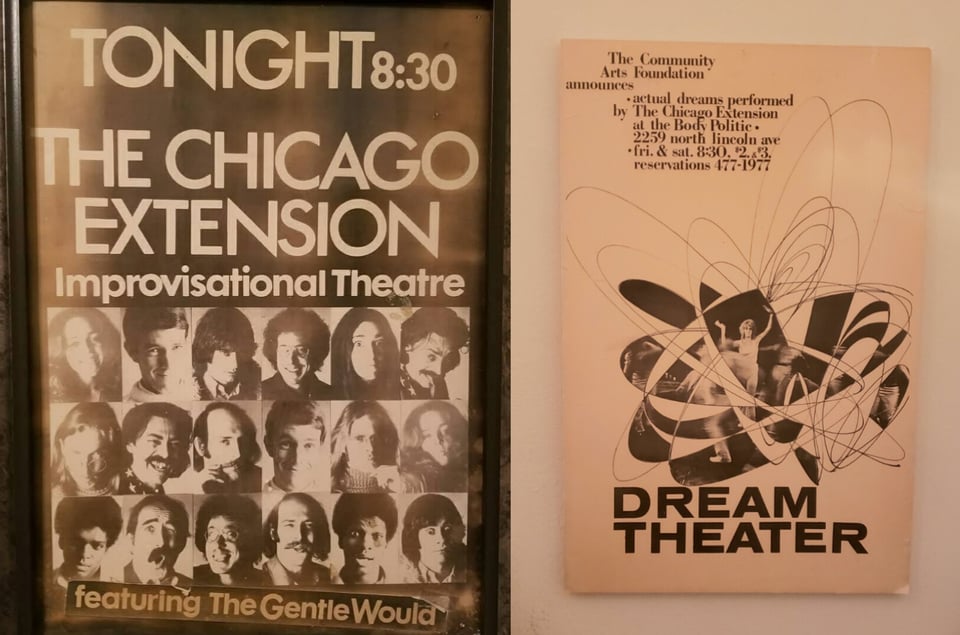 TONIGHT 8:30
THE CHICAGO
EXTENSION
Improvisational Theatre
featuring The Gentle Would
The Community
Arts Foundation
announces
• actual dreams performed
by The Chicago Extension
at the Body Politic •
2259 north lincoln ave
• fri. & sat. 8:30, $2. & $3.
reservations 477-1977
DREAM
THEATER